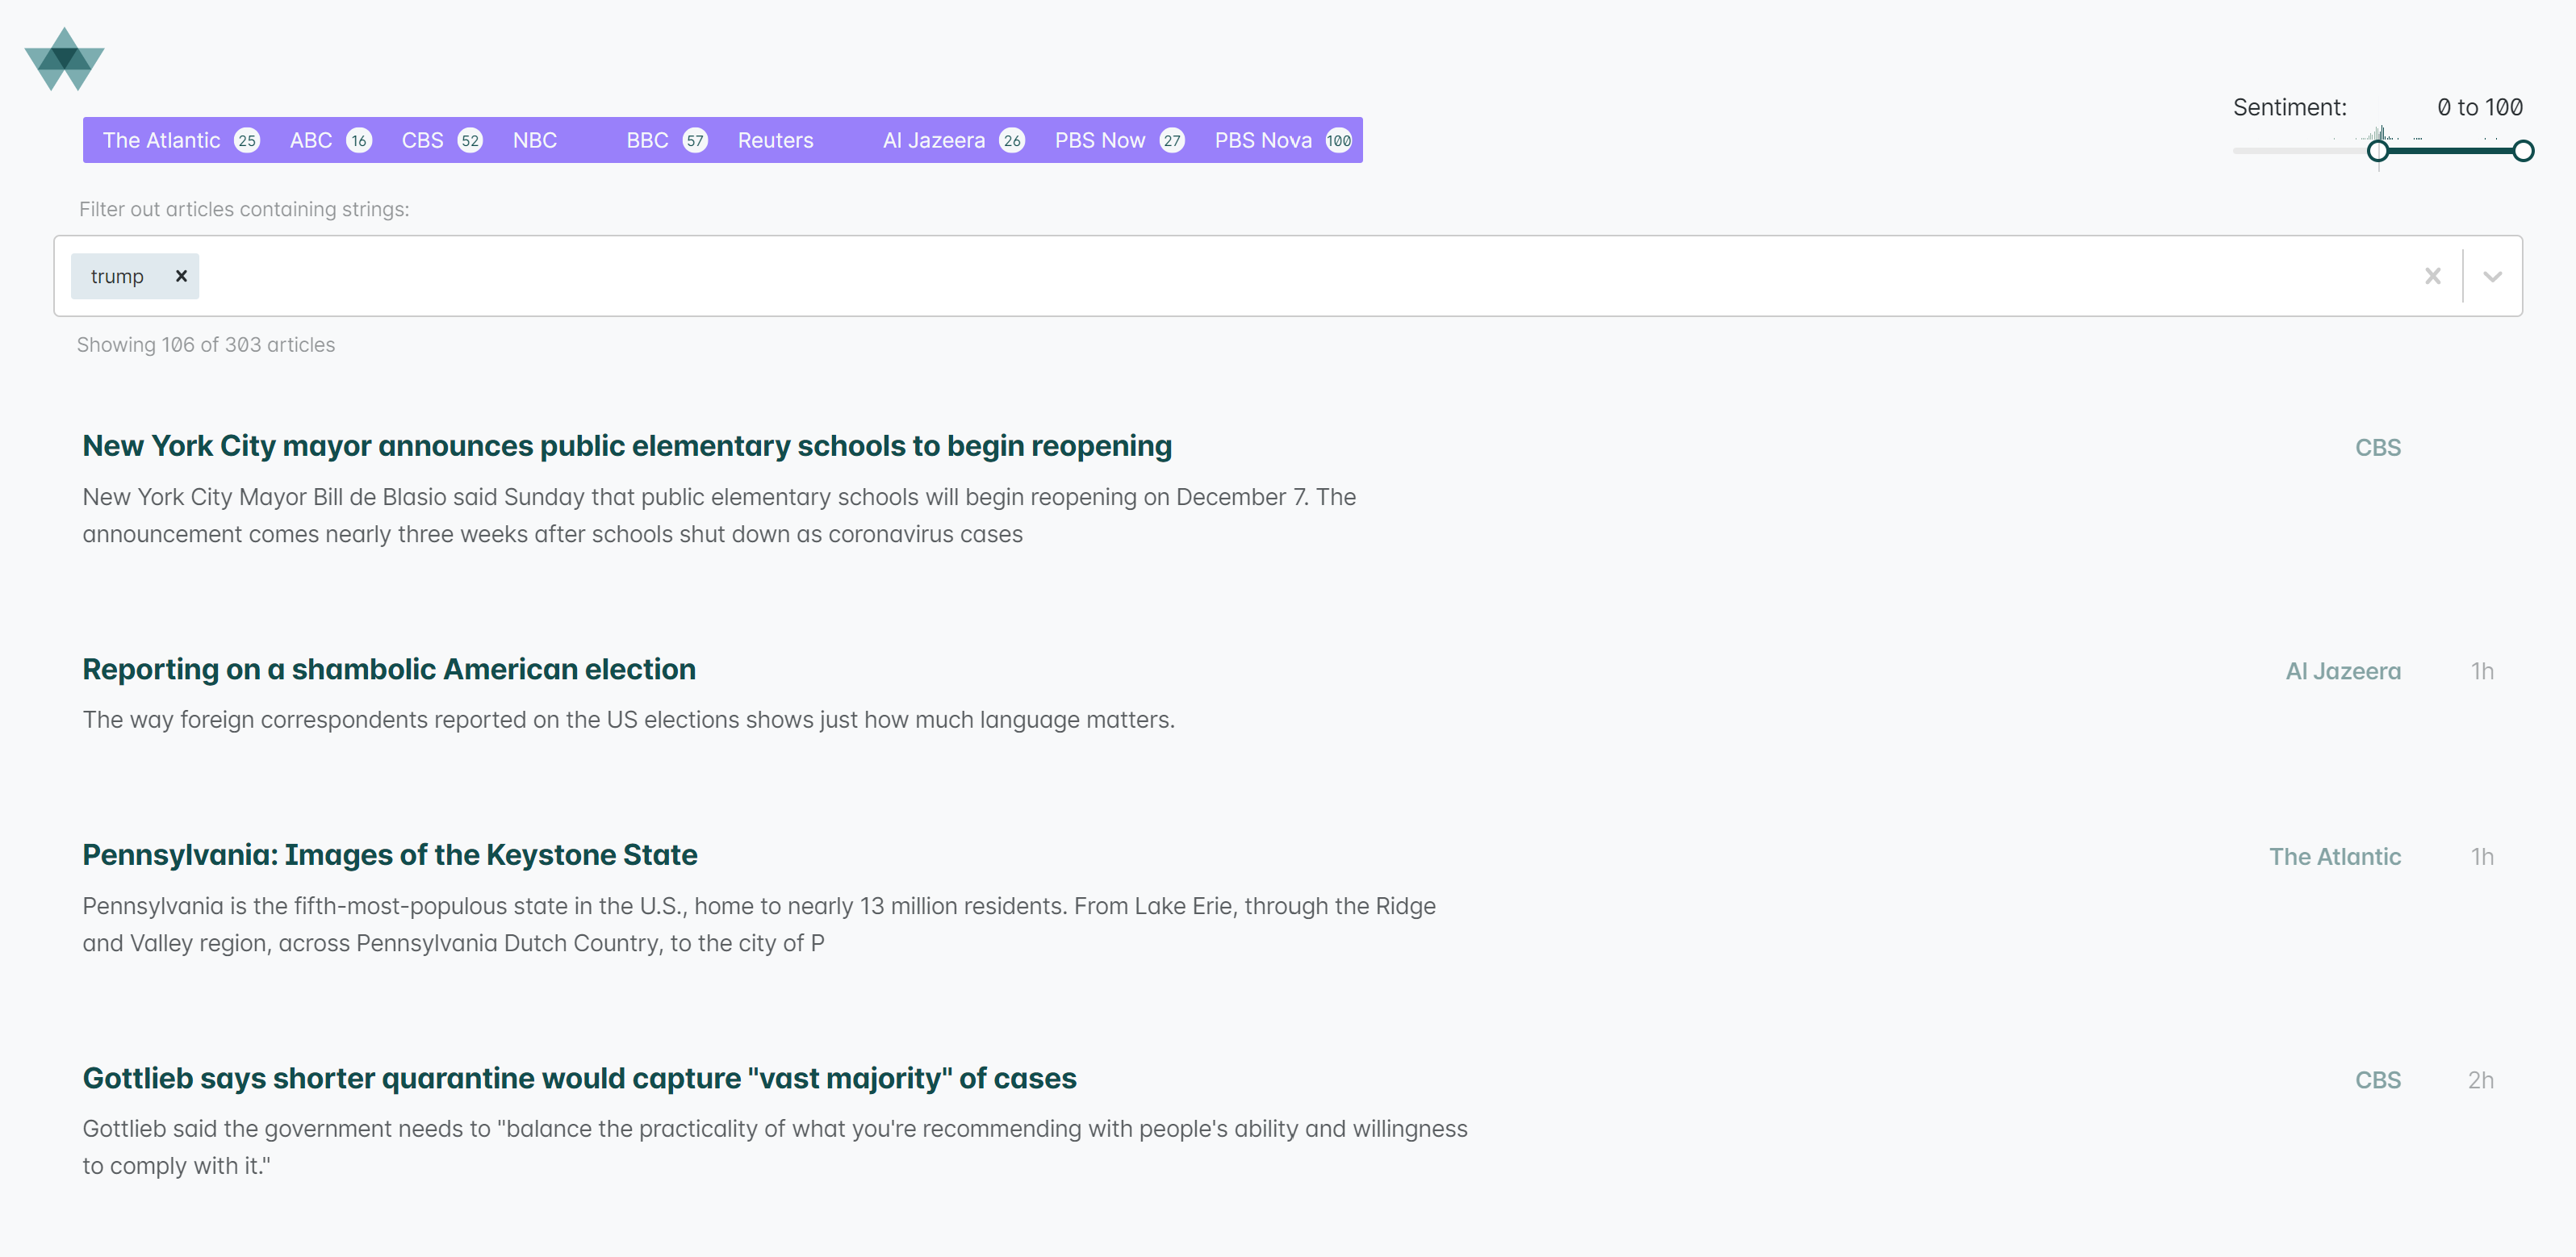 The Atlantic 25 ABC 16 CBS 52 NBC BBC 57 Reuters Al Jazeera 26 PBS Now 27 PBS Nova 100
Sentiment: 0 to 100
Filter out articles containing strings:
trump
Showing 106 of 303 articles
New York City mayor announces public elementary schools to begin reopening
CBS
New York City Mayor Bill de Blasio said Sunday that public elementary schools will begin reopening on December 7. The
announcement comes nearly three weeks after schools shut down as coronavirus cases
Reporting on a shambolic American election
Al Jazeera 1h
The way foreign correspondents reported on the US elections shows just how much language matters.
Pennsylvania: Images of the Keystone State
The Atlantic 1h
Pennsylvania is the fifth-most-populous state in the U.S., home to nearly 13 million residents. From Lake Erie, through the Ridge
and Valley region, across Pennsylvania Dutch Country, to the city of P
Gottlieb says shorter quarantine would capture "vast majority" of cases
CBS 2h
Gottlieb said the government needs to "balance the practicality of what you're recommending with people's ability and willingness
to comply with it."